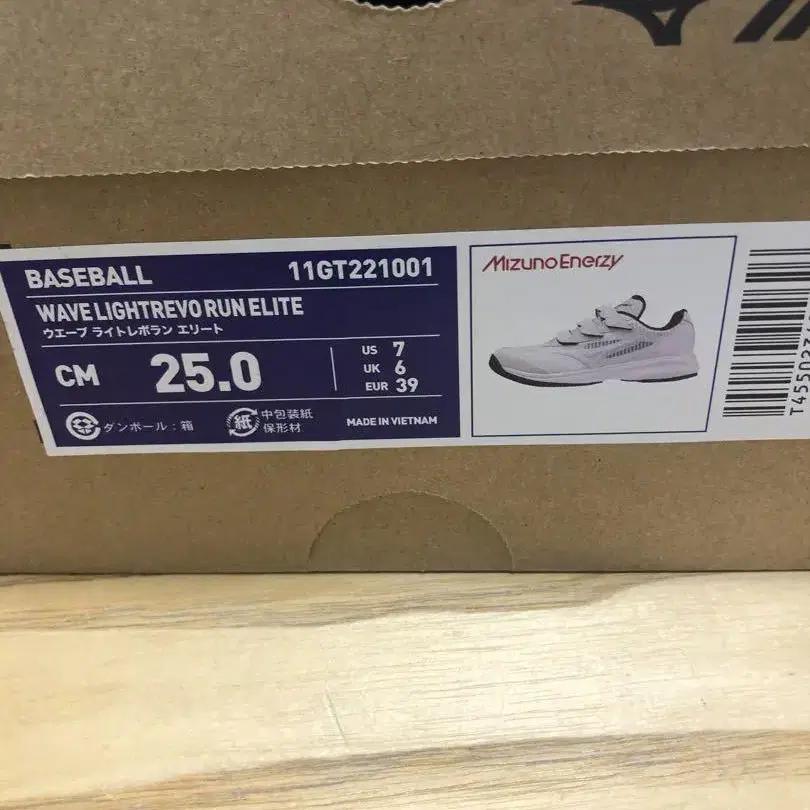 BASEBALL
11GT221001
WAVE LIGHTREVO RUN ELITE
ウエーブ ライトレボラン エリート
CM
25.0
US 7
UK 6
EUR 39
ダンボール:箱
紙
中包装紙
保形材
MADE IN VIETNAM
MIZUNO ENERZY